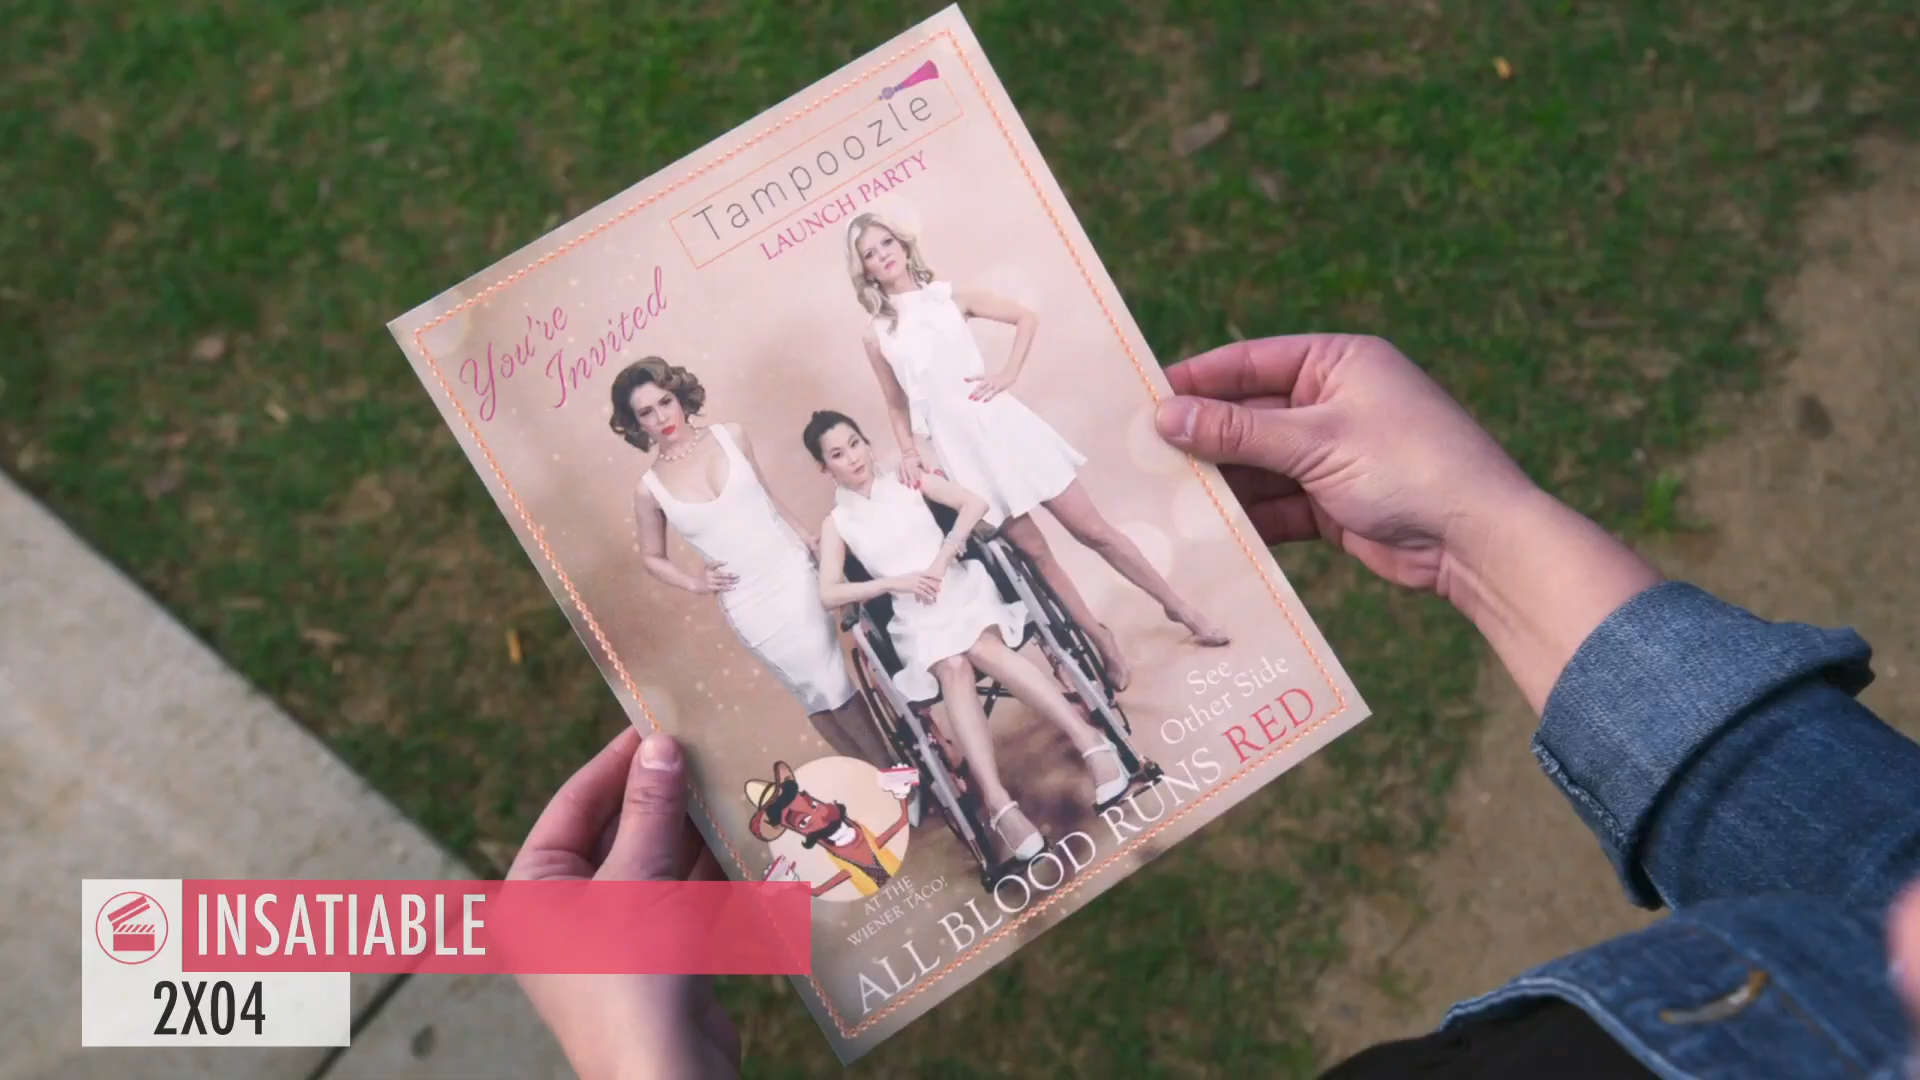 Tampoozle
LAUNCH PARTY
You're
Invited
See
Other Side
AT THE
WIENER TACO!
ALL BLOOD RUNS RED
INSATIABLE
2X04